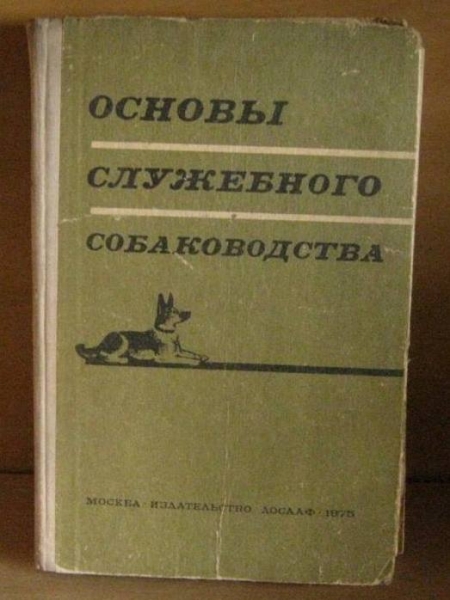 ОСНОВЫ
СЛУЖЕБНОГО
СОБАКОВОДСТВА
МОСКВА · ИЗДАТЕЛЬСТВО ДОСААФ · 1975